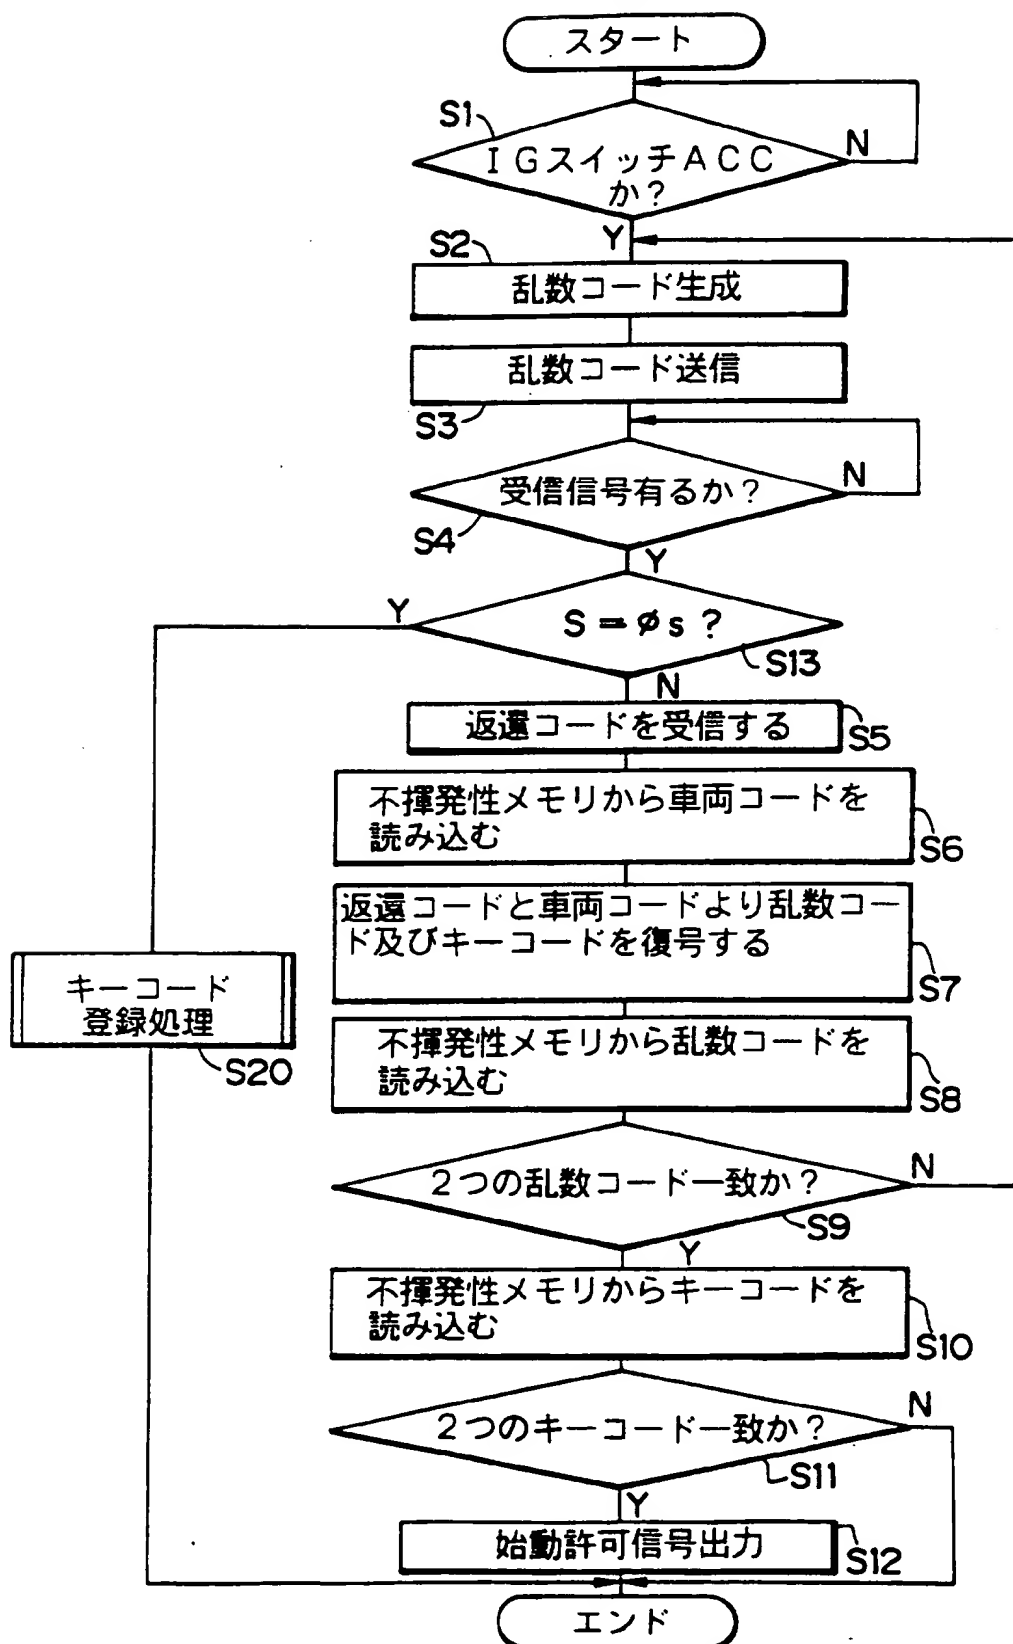 スタート
S1
IGスイッチACC
か?
N
Y
S2
乱数コード生成
乱数コード送信
S3
受信信号有るか?
N
S4
Y
S=φs?
Y
S13
N
返還コードを受信する
S5
不揮発性メモリから車両コードを
読み込む
S6
返還コードと車両コードより乱数コー
ド及びキーコードを復号する
S7
キーコード
登録処理
S20
不揮発性メモリから乱数コードを
読み込む
S8
2つの乱数コード一致か?
N
S9
Y
不揮発性メモリからキーコードを
読み込む
S10
2つのキーコード一致か?
N
S11
Y
始動許可信号出力
S12
エンド